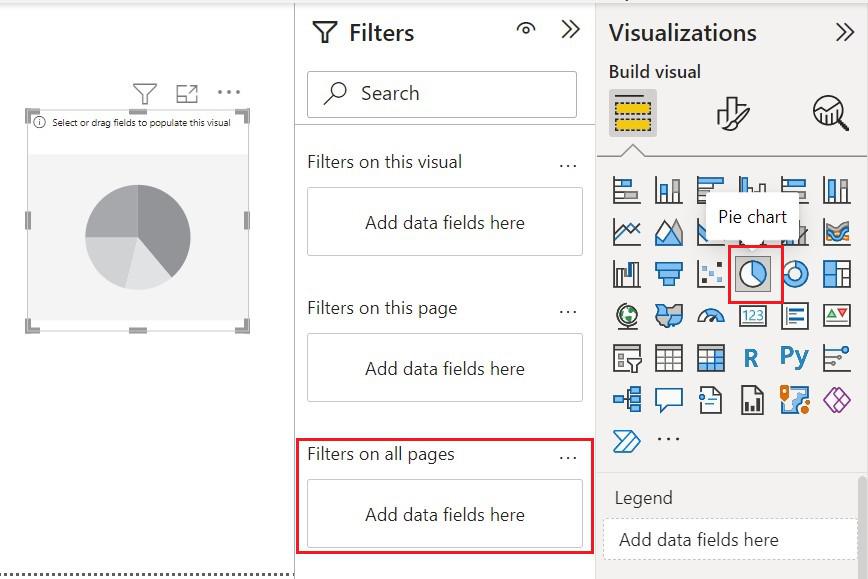 Select or drag fields to populate this visual
Filters
Search
Filters on this visual
Add data fields here
Filters on this page
Add data fields here
Filters on all pages
Add data fields here
Visualizations
Build visual
Pie chart
123
R
Py
Legend
Add data fields here